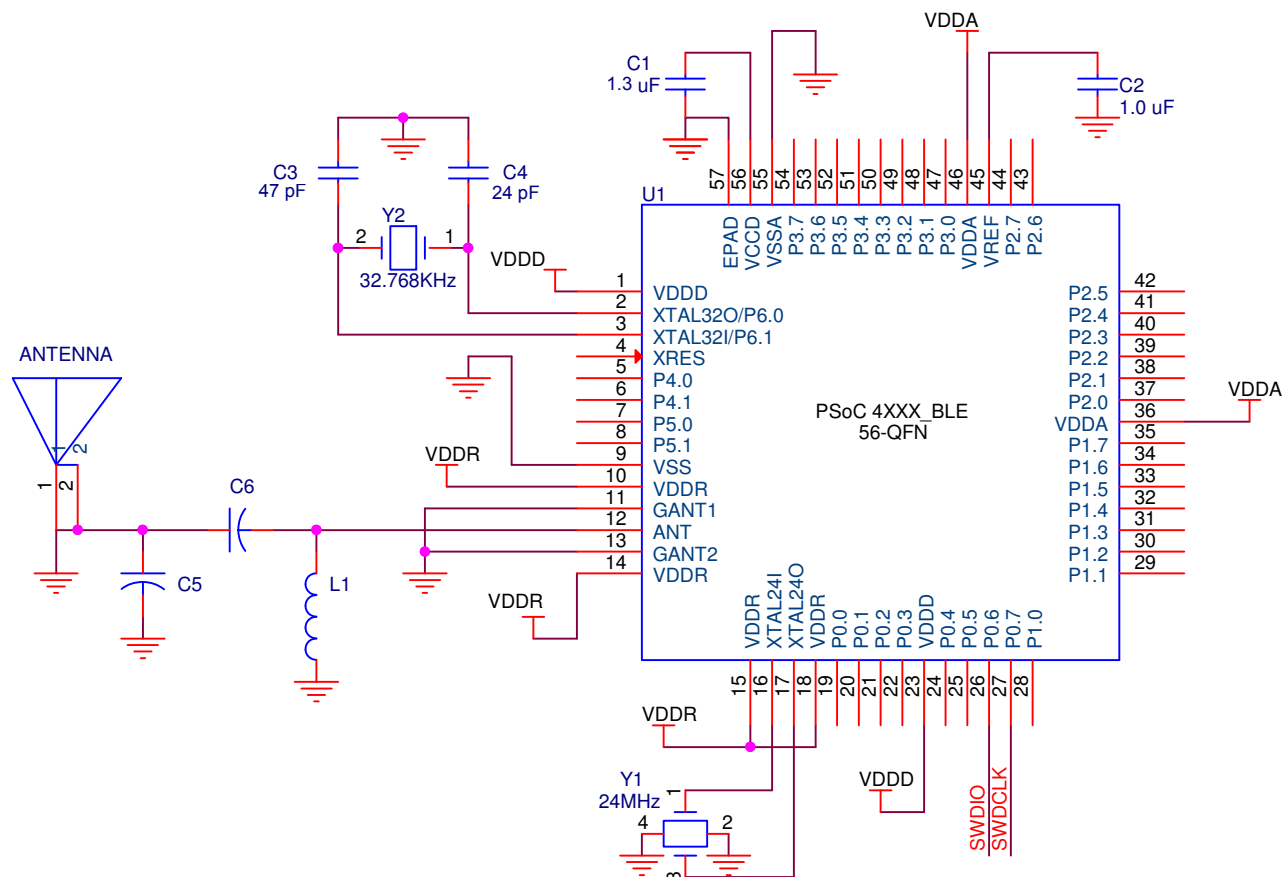 VDDA
C1
1.3 uF
C2
1.0 uF
C3
47 pF
C4
24 pF
Y2
2
1
32.768KHz
VDDD
U1
57
56
55
54
53
52
51
50
49
48
47
46
45
44
43
EPAD
VCCD
VSSA
P3.7
P3.6
P3.5
P3.4
P3.3
P3.2
P3.1
P3.0
VDDA
VREF
P2.7
P2.6
1 VDDD
2 XTAL32O/P6.0
3 XTAL32I/P6.1
4 XRES
5 P4.0
6 P4.1
7 P5.0
8 P5.1
9 VSS
10 VDDR
11 GANT1
12 ANT
13 GANT2
14 VDDR
P2.5 42
P2.4 41
P2.3 40
P2.2 39
P2.1 38
P2.0 37
VDDA 36
P1.7 35
P1.6 34
P1.5 33
P1.4 32
P1.3 31
P1.2 30
P1.1 29
VDDA
PSoC 4XXX_BLE
56-QFN
ANTENNA
1
2
1
2
VDDR
C6
C5
L1
VDDR
VDDR
XTAL24I
XTAL24O
VDDR
P0.0
P0.1
P0.2
P0.3
VDDD
P0.4
P0.5
P0.6
P0.7
P1.0
15
16
17
18
19
20
21
22
23
24
25
26
27
28
VDDR
Y1
24MHz
1
4
2
VDDD
SWDIO
SWDCLK